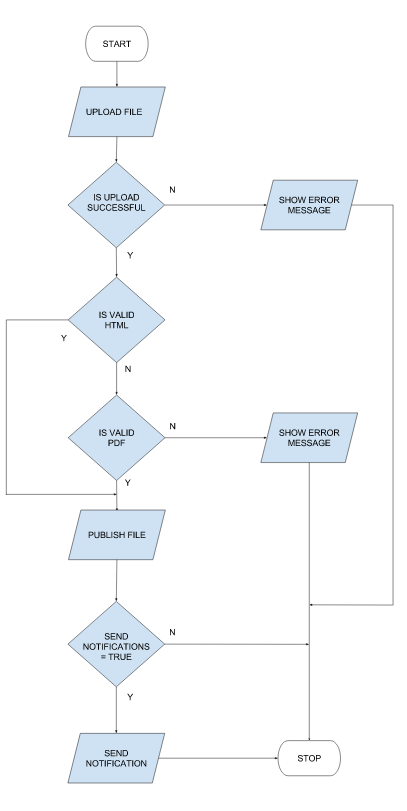 START
UPLOAD FILE
IS UPLOAD
SUCCESSFUL
N
SHOW ERROR
MESSAGE
Y
IS VALID
HTML
Y
N
IS VALID
PDF
N
SHOW ERROR
MESSAGE
Y
PUBLISH FILE
SEND
NOTIFICATIONS
= TRUE
N
Y
SEND
NOTIFICATION
STOP